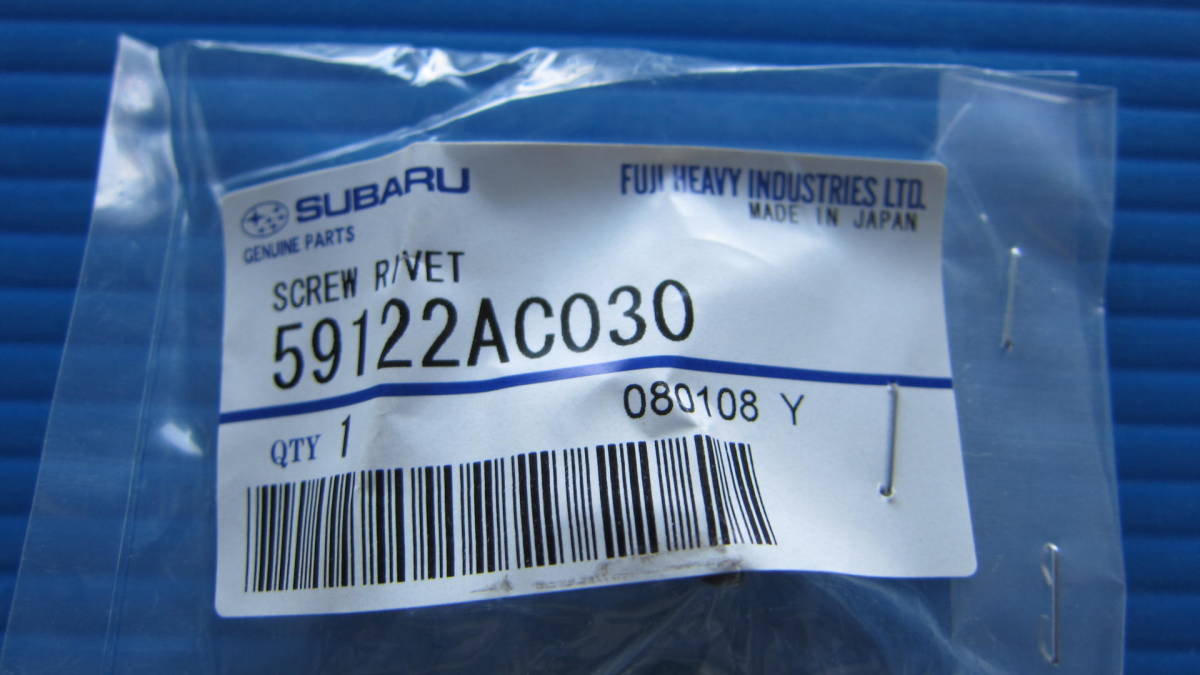 SUBARU
GENUINE PARTS
FUJI HEAVY INDUSTRIES LTD.
MADE IN JAPAN
SCREW R/VET
59122AC030
080108 Y
QTY 1